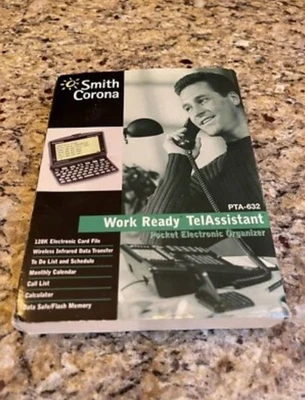 Smith
Corona
PTA-632
Work Ready TelAssistant
Pocket Electronic Organizer
128K Electronic Card File
Wireless Infrared Data Transfer
To Do List and Schedule
Monthly Calendar
Call List
Calculator
Data Safe/Flash Memory